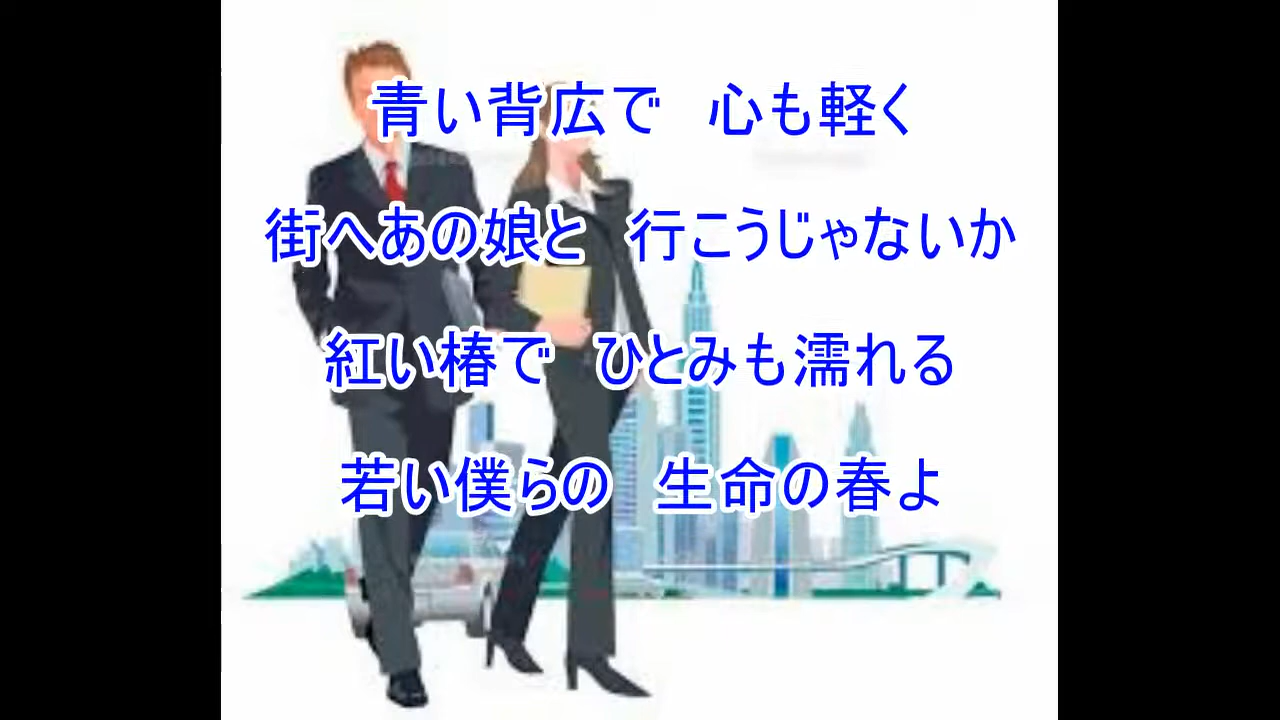 青い背広で　心も軽く
街へあの娘と　行こうじゃないか
紅い椿で　ひとみも濡れる
若い僕らの　生命の春よ